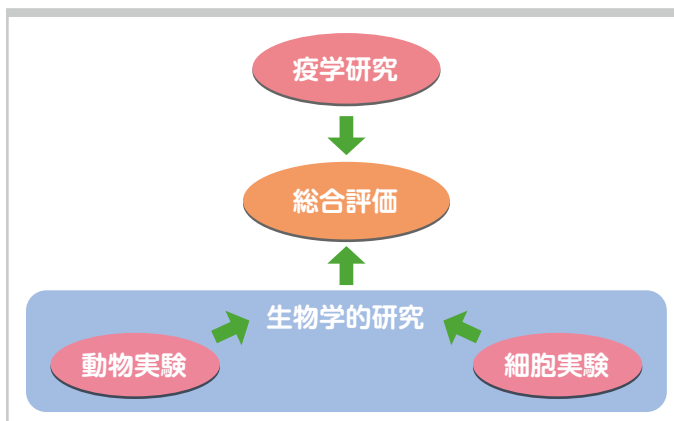 疫学研究
総合評価
生物学的研究
動物実験
細胞実験